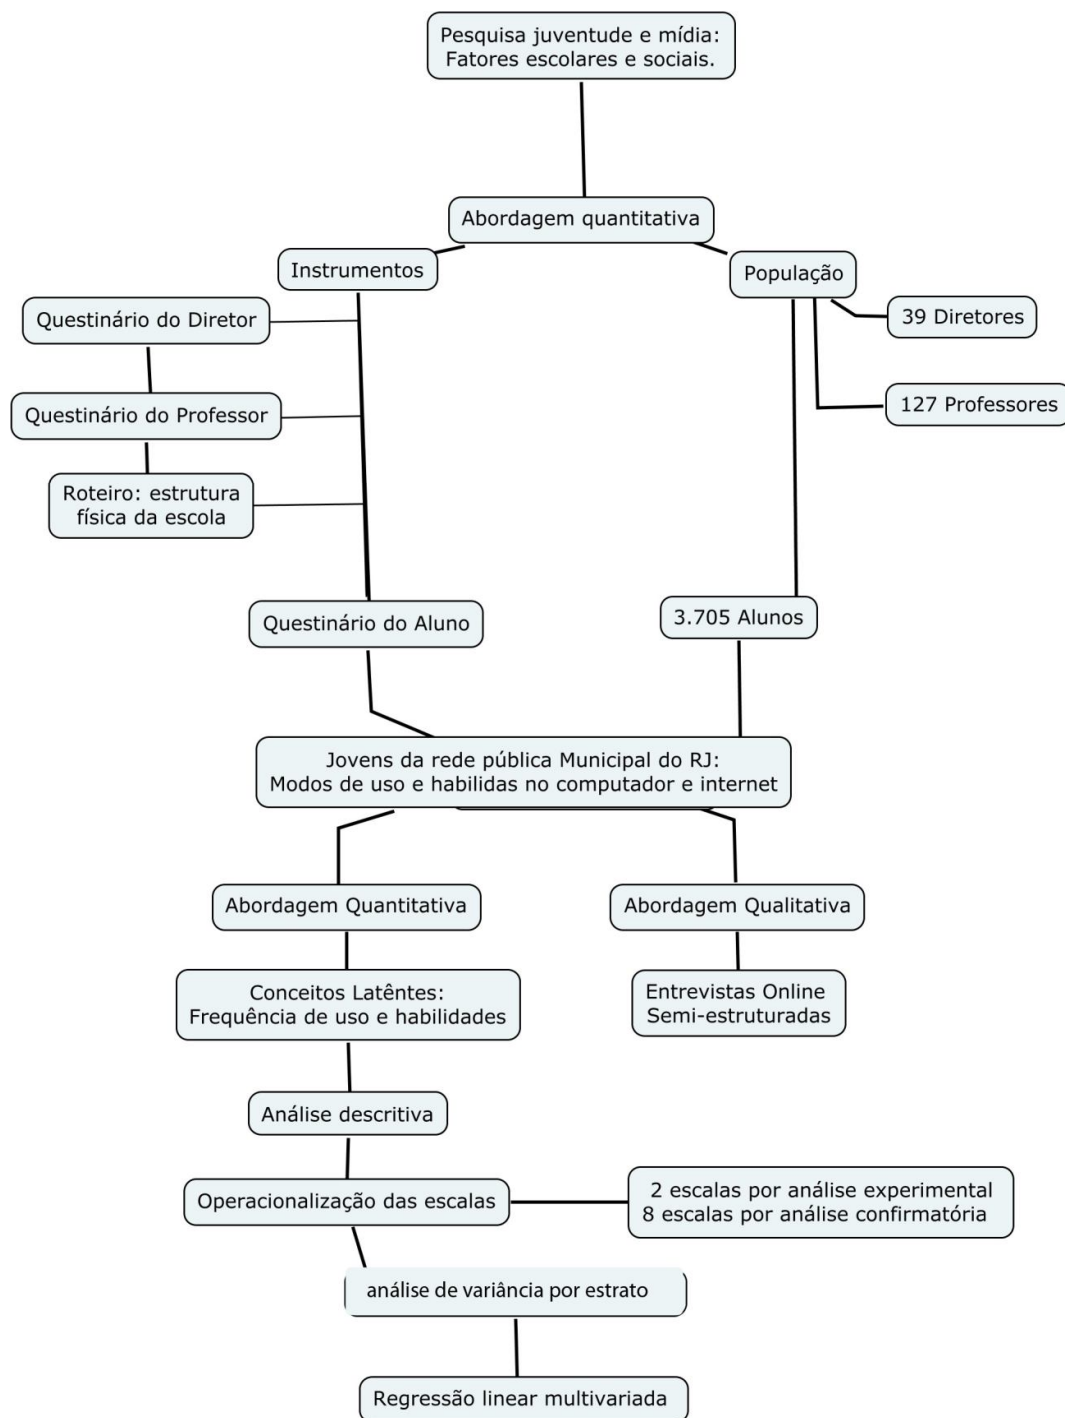 Pesquisa juventude e mídia:
Fatores escolares e sociais.
Abordagem quantitativa
Instrumentos
População
Questinário do Diretor
39 Diretores
Questinário do Professor
127 Professores
Roteiro: estrutura
física da escola
Questinário do Aluno
3.705 Alunos
Jovens da rede pública Municipal do RJ:
Modos de uso e habilidas no computador e internet
Abordagem Quantitativa
Abordagem Qualitativa
Conceitos Latêntes:
Frequência de uso e habilidades
Entrevistas Online
Semi-estruturadas
Análise descritiva
Operacionalização das escalas
2 escalas por análise experimental
8 escalas por análise confirmatória
análise de variância por estrato
Regressão linear multivariada